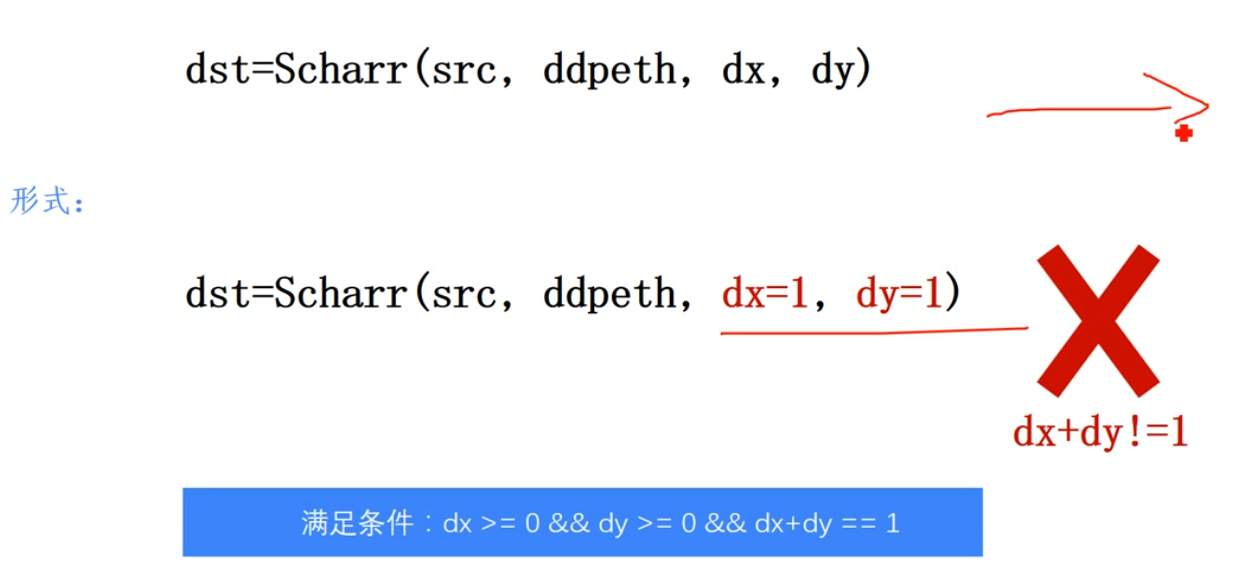 dst=Scharr(src, ddpeth, dx, dy)
形式：
dst=Scharr(src, ddpeth, dx=1, dy=1)
dx+dy!=1
满足条件：dx >= 0 && dy >= 0 && dx+dy == 1